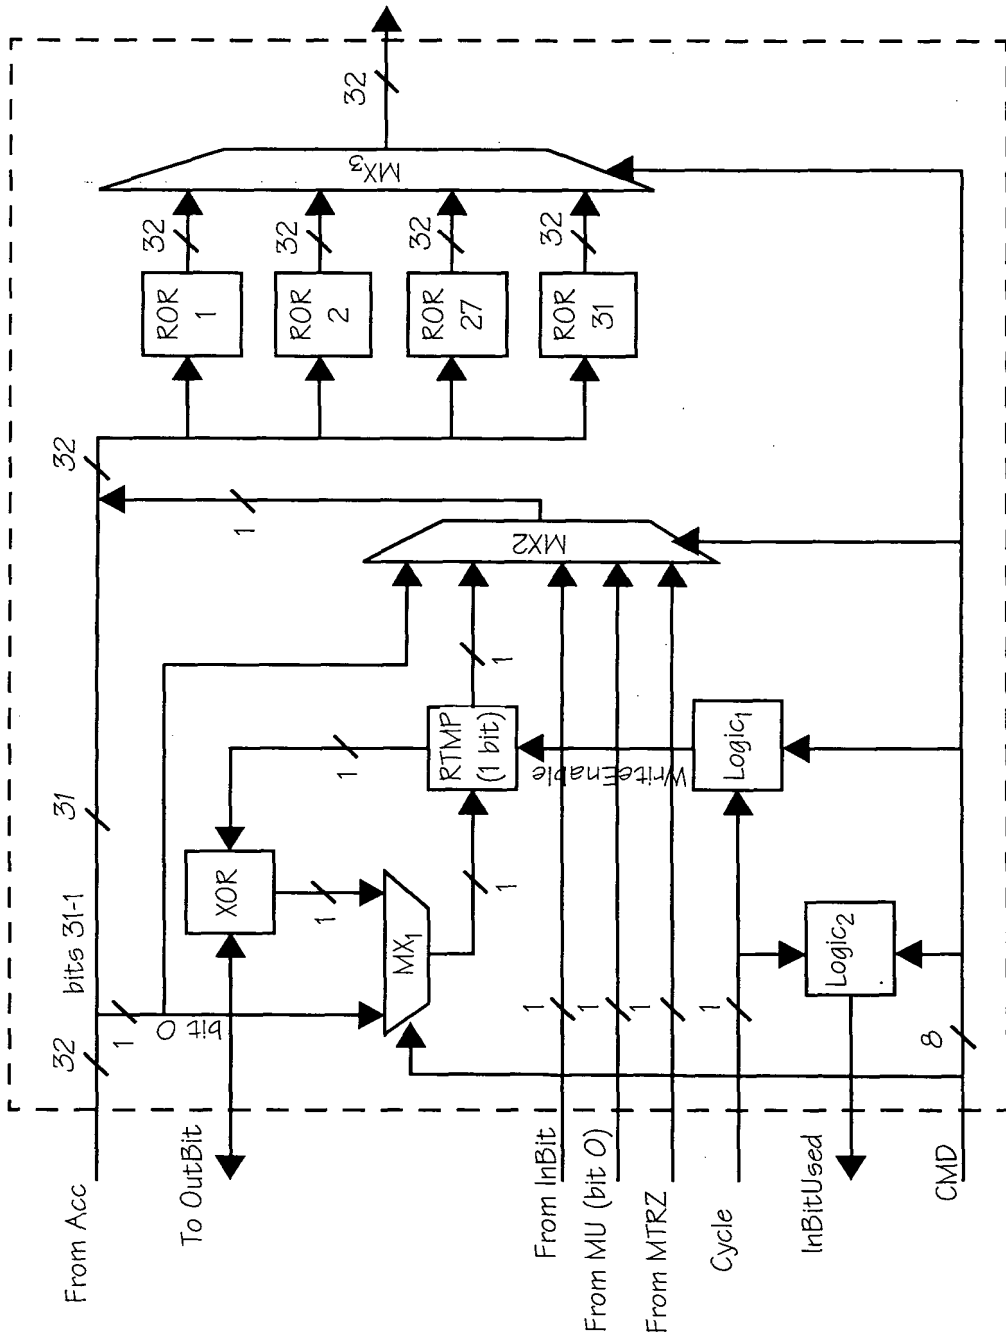 32
MX3
32
32
32
32
ROR
1
ROR
2
ROR
27
ROR
31
32
1
MX2
31
1
1
RTMP
(1 bit)
WriteEnable
Logic1
bits 31-1
XOR
1
1
MX1
Logic2
32
1
bit 0
1
1
1
1
8
From Acc
To OutBit
From InBit
From MU (bit 0)
From MTRZ
Cycle
InBitUsed
CMD